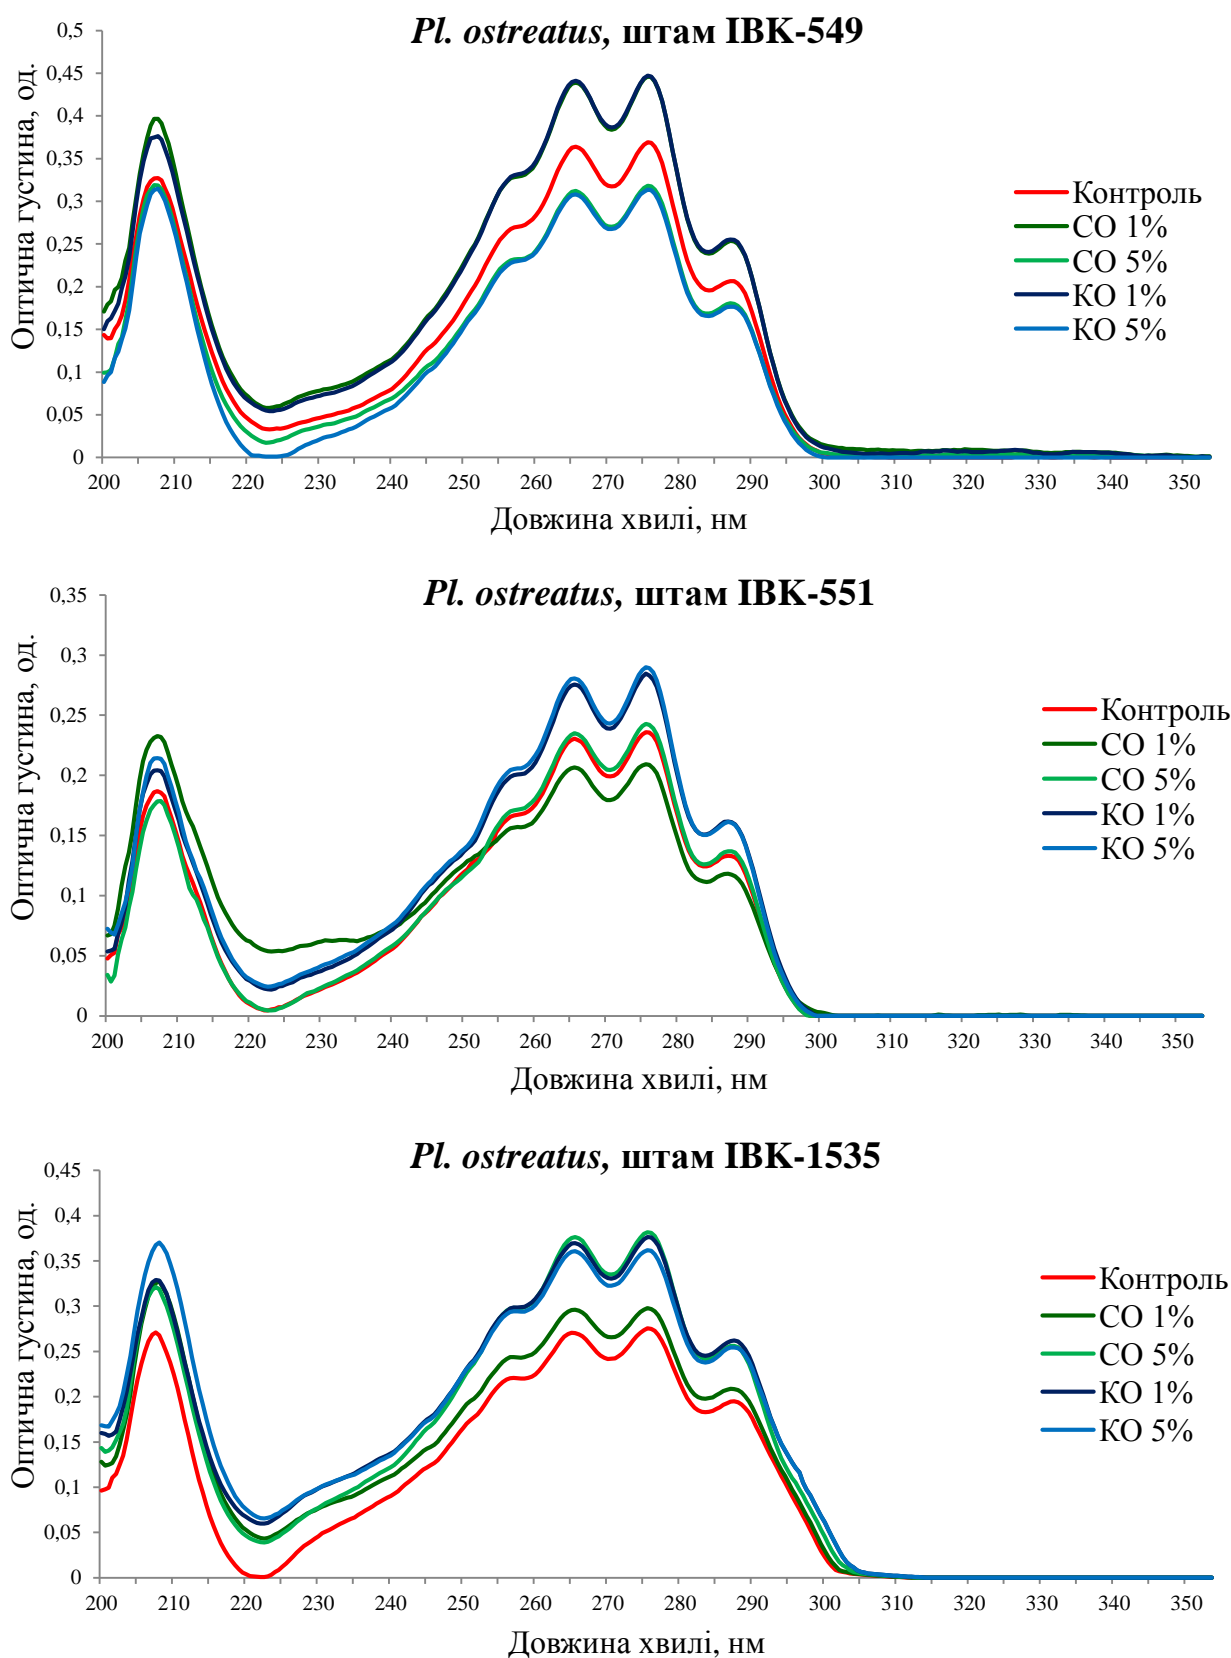 Pl. ostreatus, штам IBK-549
Оптична густина, од.
0,5
0,45
0,4
0,35
0,3
0,25
0,2
0,15
0,1
0,05
0
200 210 220 230 240 250 260 270 280 290 300 310 320 330 340 350
Довжина хвилі, нм
Контроль
СО 1%
СО 5%
КО 1%
КО 5%
Pl. ostreatus, штам IBK-551
Оптична густина, од.
0,35
0,3
0,25
0,2
0,15
0,1
0,05
0
200 210 220 230 240 250 260 270 280 290 300 310 320 330 340 350
Довжина хвилі, нм
Контроль
СО 1%
СО 5%
КО 1%
КО 5%
Pl. ostreatus, штам IBK-1535
Оптична густина, од.
0,45
0,4
0,35
0,3
0,25
0,2
0,15
0,1
0,05
0
200 210 220 230 240 250 260 270 280 290 300 310 320 330 340 350
Довжина хвилі, нм
Контроль
СО 1%
СО 5%
КО 1%
КО 5%